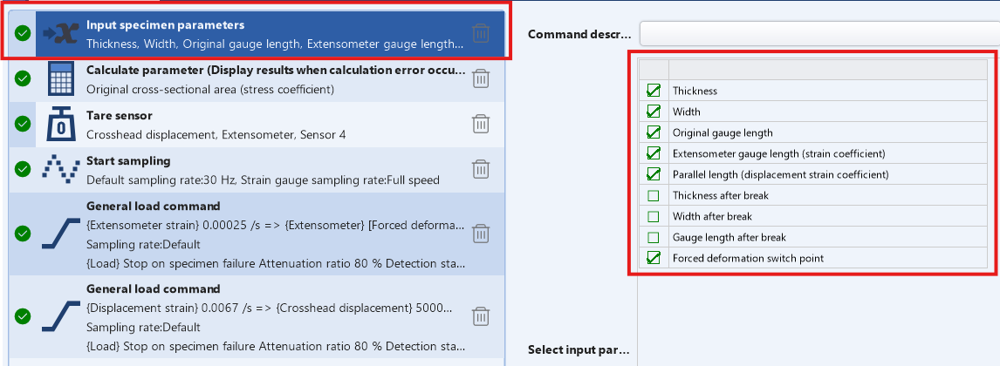 Input specimen parameters
Thickness, Width, Original gauge length, Extensometer gauge length...
Calculate parameter (Display results when calculation error occu...
Original cross-sectional area (stress coefficient)
0
Tare sensor
Crosshead displacement, Extensometer, Sensor 4
Start sampling
Default sampling rate:30 Hz, Strain gauge sampling rate:Full speed
General load command
{Extensometer strain} 0.00025 /s => {Extensometer} [Forced deforma...
Sampling rate:Default
{Load} Stop on specimen failure Attenuation ratio 80 % Detection sta...
General load command
{Displacement strain} 0.0067 /s => {Crosshead displacement} 5000...
Sampling rate:Default
{Load} Stop on specimen failure Attenuation ratio 80 % Detection sta...
Command descr...
Thickness
Width
Original gauge length
Extensometer gauge length (strain coefficient)
Parallel length (displacement strain coefficient)
Thickness after break
Width after break
Gauge length after break
Forced deformation switch point
Select input par...